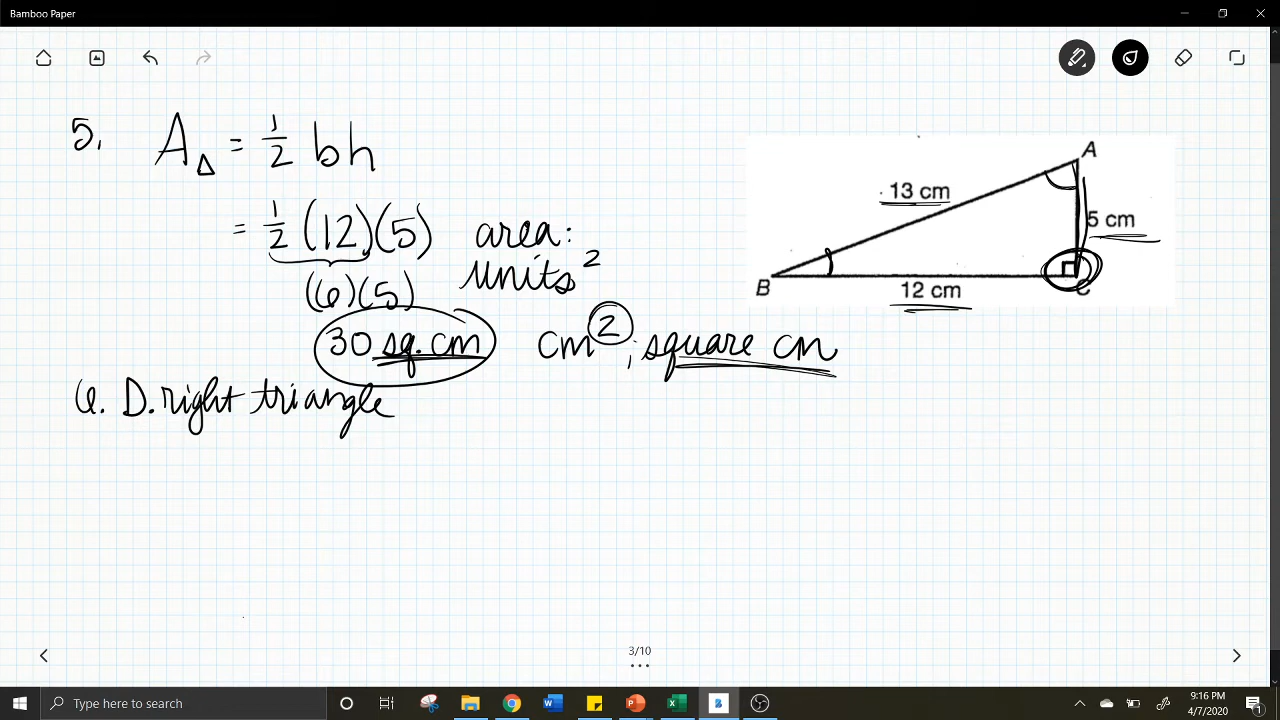 Bamboo Paper
5. A△ = 1/2 bh
= 1/2 (12)(5)
area:
units²
(6)(5)
30 sq. cm
cm²; square cm
6. D. right triangle
A
13 cm
5 cm
B
12 cm
C
3/10
Type here to search
9:16 PM
4/7/2020
1